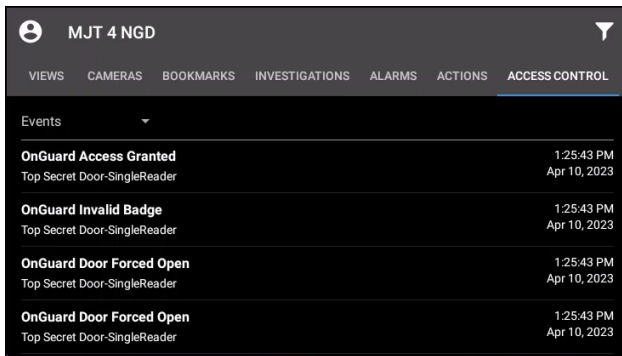 MJT 4 NGD
VIEWS CAMERAS BOOKMARKS INVESTIGATIONS ALARMS ACTIONS ACCESS CONTROL
Events
OnGuard Access Granted 1:25:43 PM
Top Secret Door-SingleReader Apr 10, 2023
OnGuard Invalid Badge 1:25:43 PM
Top Secret Door-SingleReader Apr 10, 2023
OnGuard Door Forced Open 1:25:43 PM
Top Secret Door-SingleReader Apr 10, 2023
OnGuard Door Forced Open 1:25:43 PM
Top Secret Door-SingleReader Apr 10, 2023